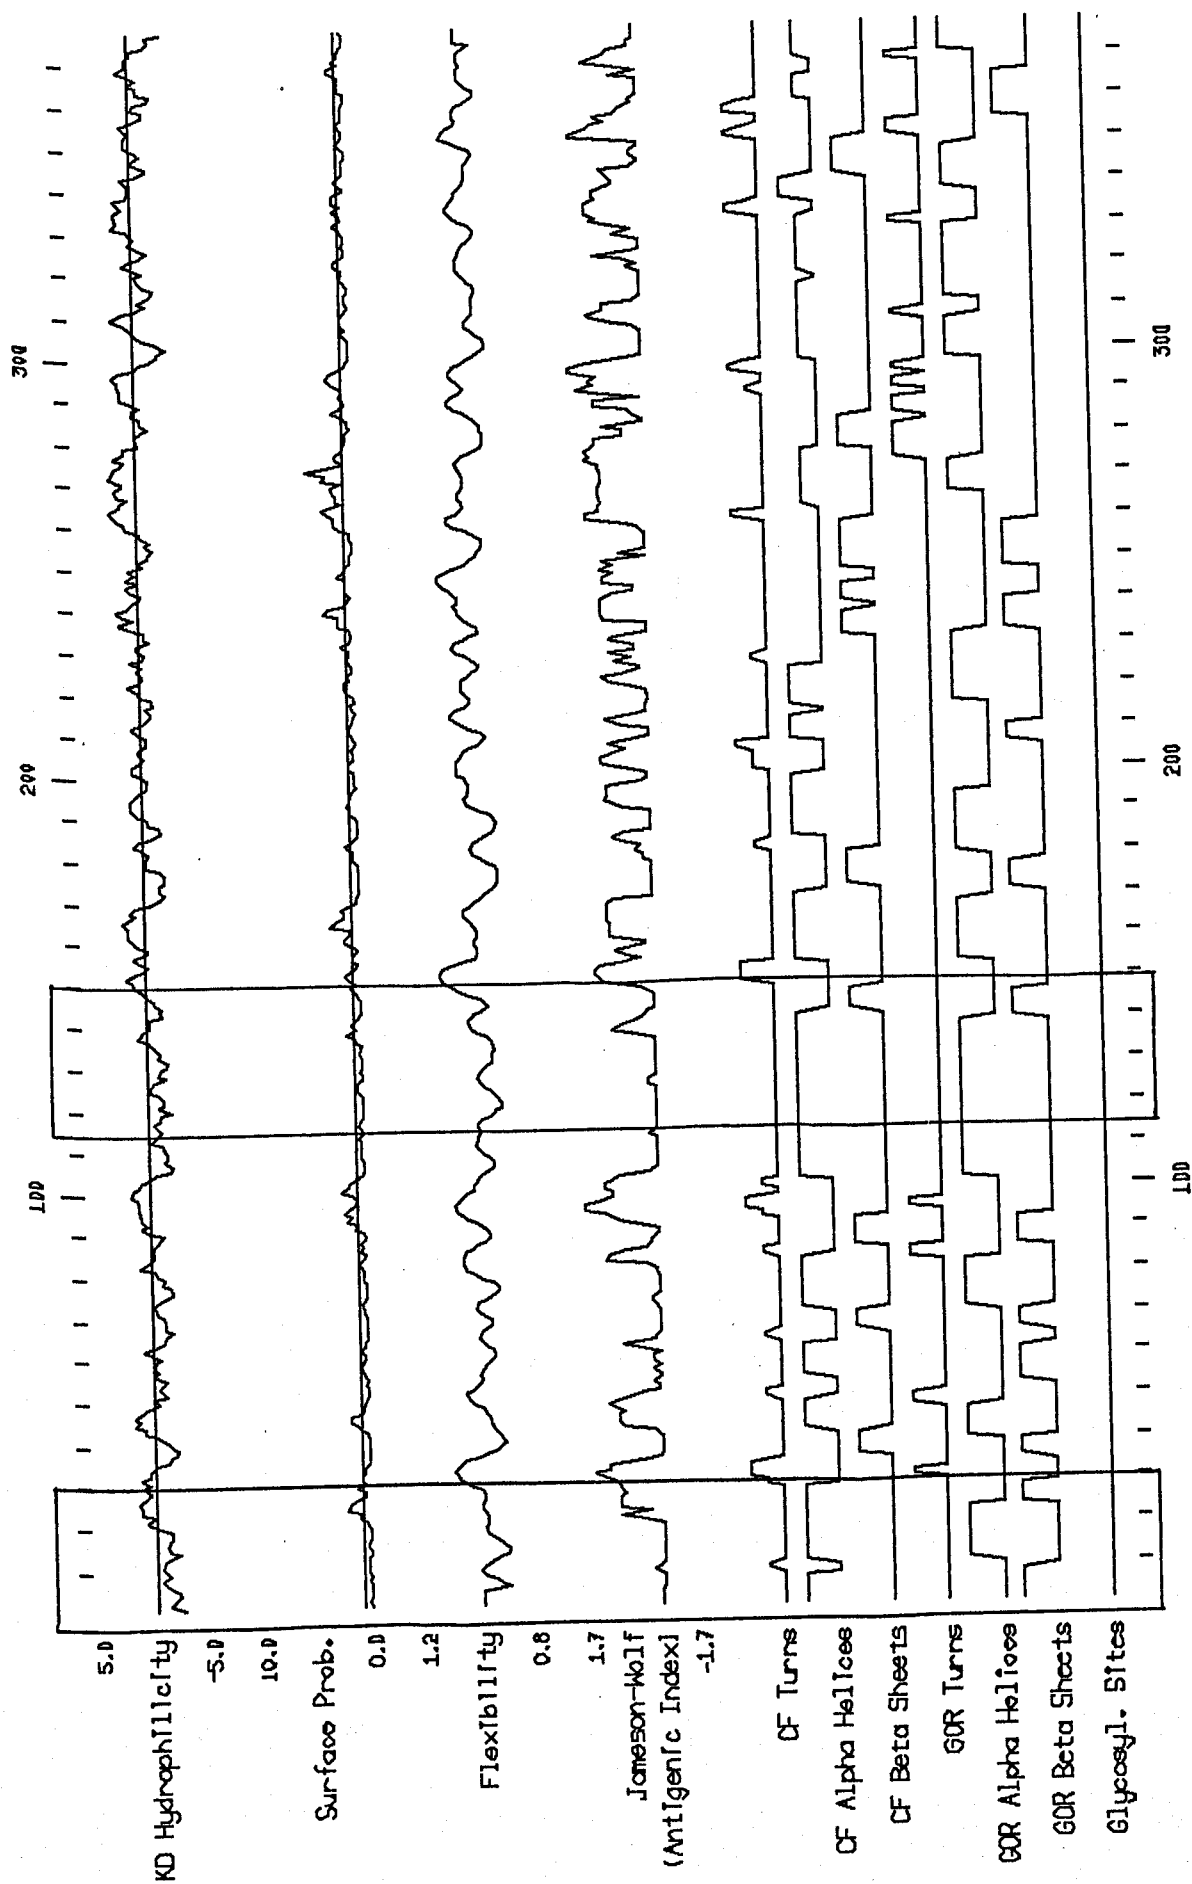 100
200
300
5.0
KD Hydrophilicity
-5.0
10.0
Surface Prob.
0.0
1.2
Flexibility
0.8
1.7
Jameson-Wolf
(Antigenic Index)
-1.7
CF Turns
CF Alpha Helices
CF Beta Sheets
GOR Turns
GOR Alpha Helices
GOR Beta Sheets
Glycosyl. Sites
100
200
300